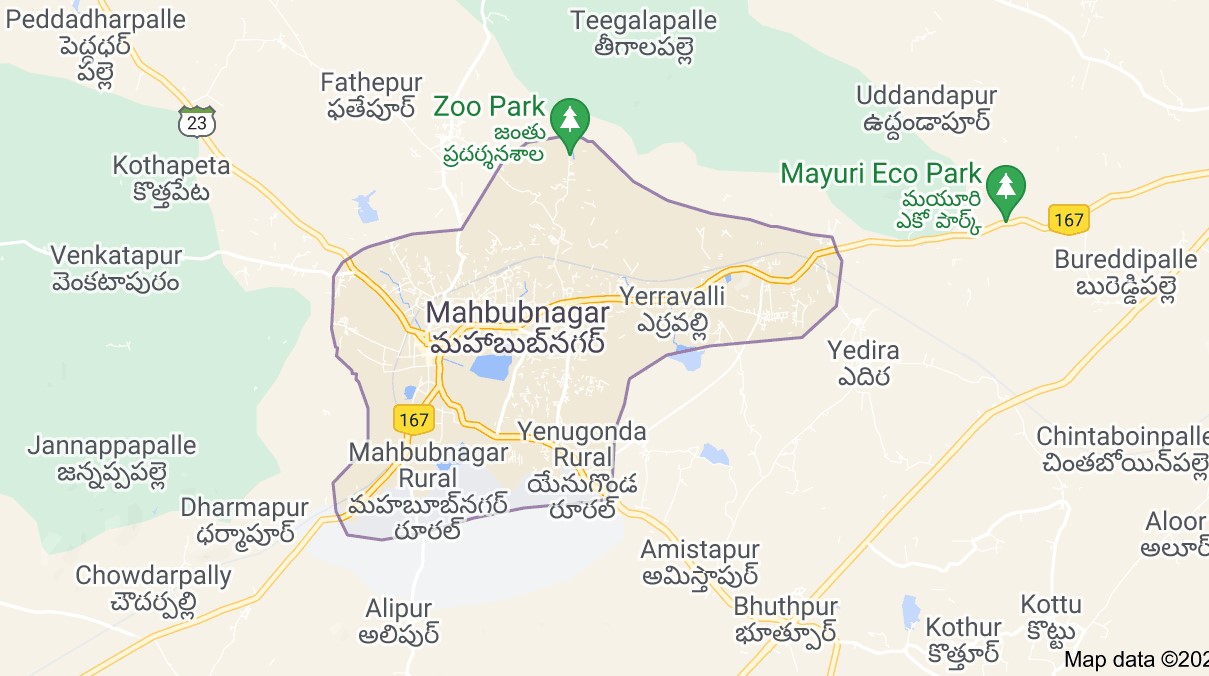 Peddadharpalle
పెద్దధర్
పల్లె
Teegalapalle
తీగాలపల్లె
Fathepur
ఫతేపూర్
Zoo Park
జంతు
ప్రదర్శనశాల
Uddandapur
ఉద్దండాపూర్
23
Kothapeta
కొత్తపేట
Mayuri Eco Park
మయూరి
ఎకో పార్క్
167
Venkatapur
వెంకటాపురం
Bureddipalle
బురెడ్డిపల్లె
Mahbubnagar
మహాబుబ్‌నగర్
Yerravalli
ఎర్రవల్లి
Yedira
ఎదిర
167
Jannappapalle
జన్నప్పపల్లె
Mahbubnagar
Rural
మహబూబ్‌నగర్
రూరల్
Yenugonda
Rural
యేనుగొండ
రూరల్
Chintaboinpalle
చింతబోయిన్‌పల్లె
Dharmapur
ధర్మాపూర్
Aloor
అలూర్
Amistapur
అమిస్తాపుర్
Chowdarpally
చౌదర్పల్లి
Alipur
అలిపుర్
Bhuthpur
భూత్పూర్
Kothur
కొత్తూర్
Kottu
కొట్టు
Map data ©202